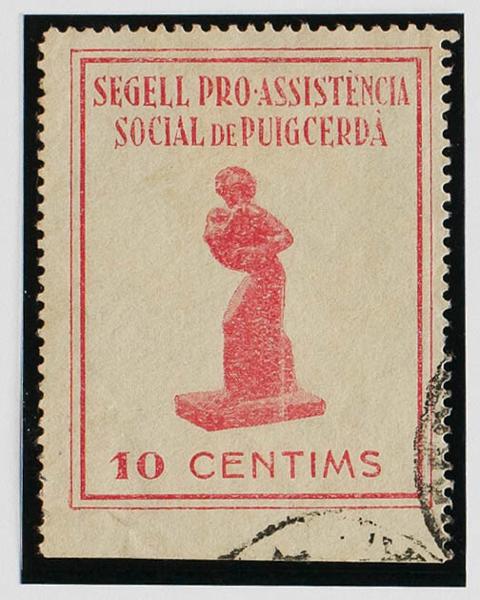 SEGELL PRO·ASSISTÈNCIA
SOCIAL DE PUIGCERDÀ
10 CENTIMS